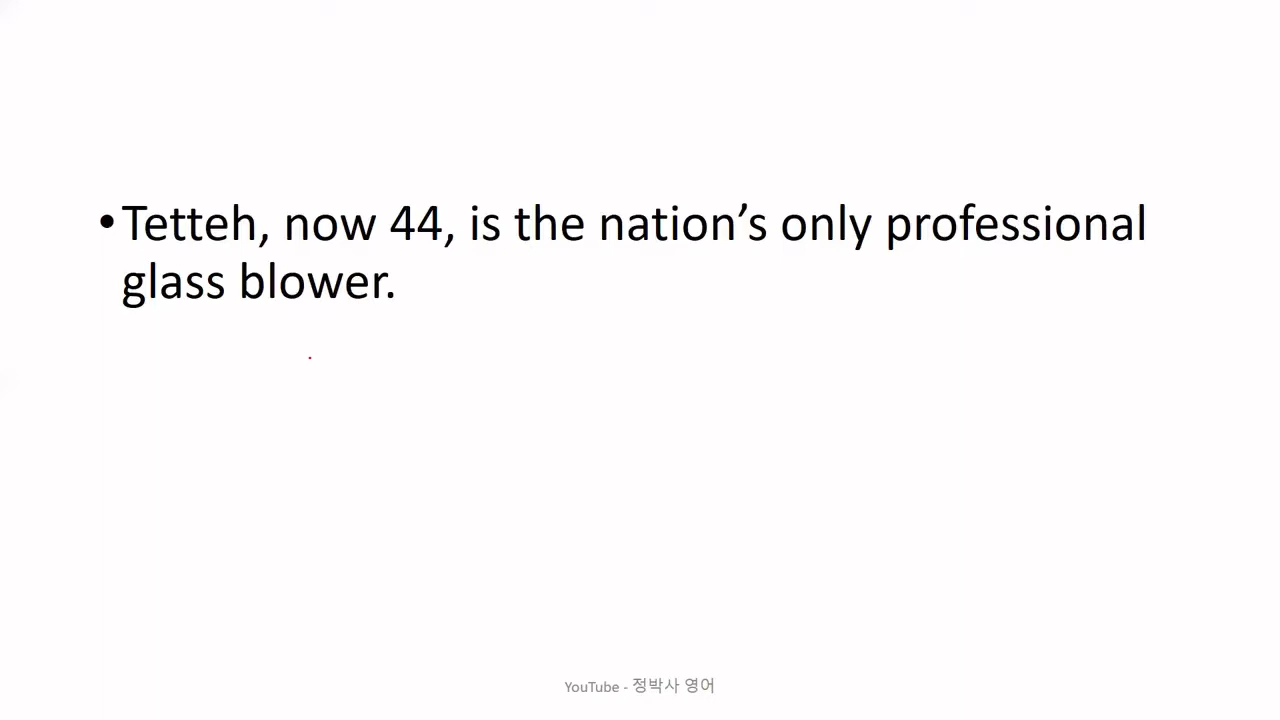 •Tetteh, now 44, is the nation’s only professional
glass blower.
YouTube - 정박사 영어